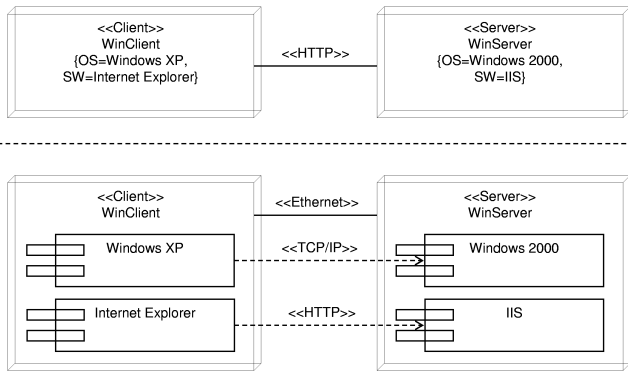 <<Client>>
WinClient
{OS=Windows XP,
SW=Internet Explorer}
<<HTTP>>
<<Server>>
WinServer
{OS=Windows 2000,
SW=IIS}
<<Client>>
WinClient
<<Ethernet>>
<<Server>>
WinServer
Windows XP
<<TCP/IP>>
Windows 2000
Internet Explorer
<<HTTP>>
IIS